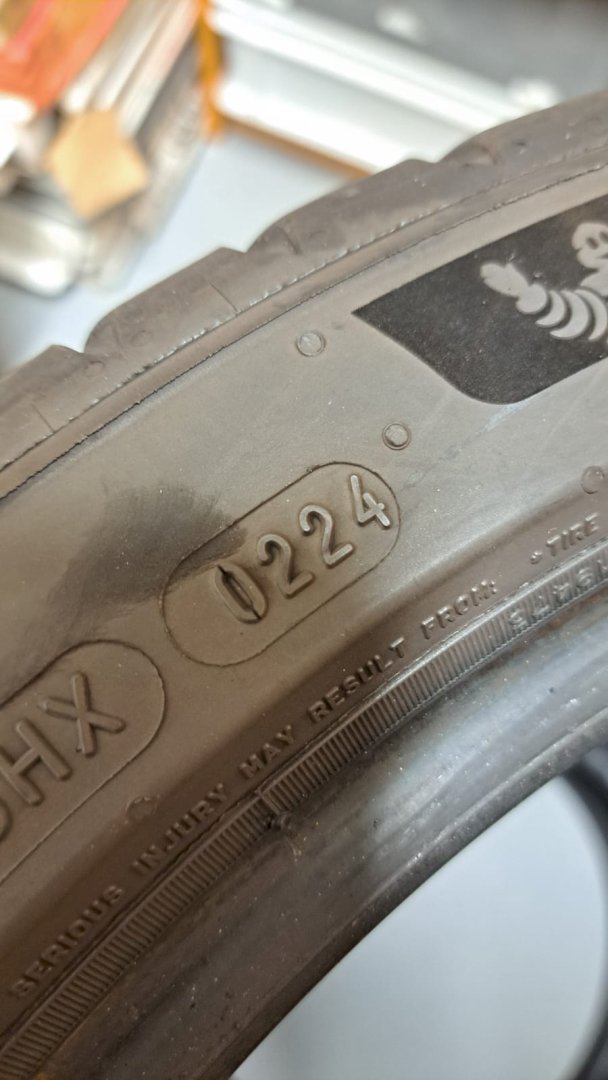 0224
HX
SERIOUS INJURY MAY RESULT FROM:
• TIRE